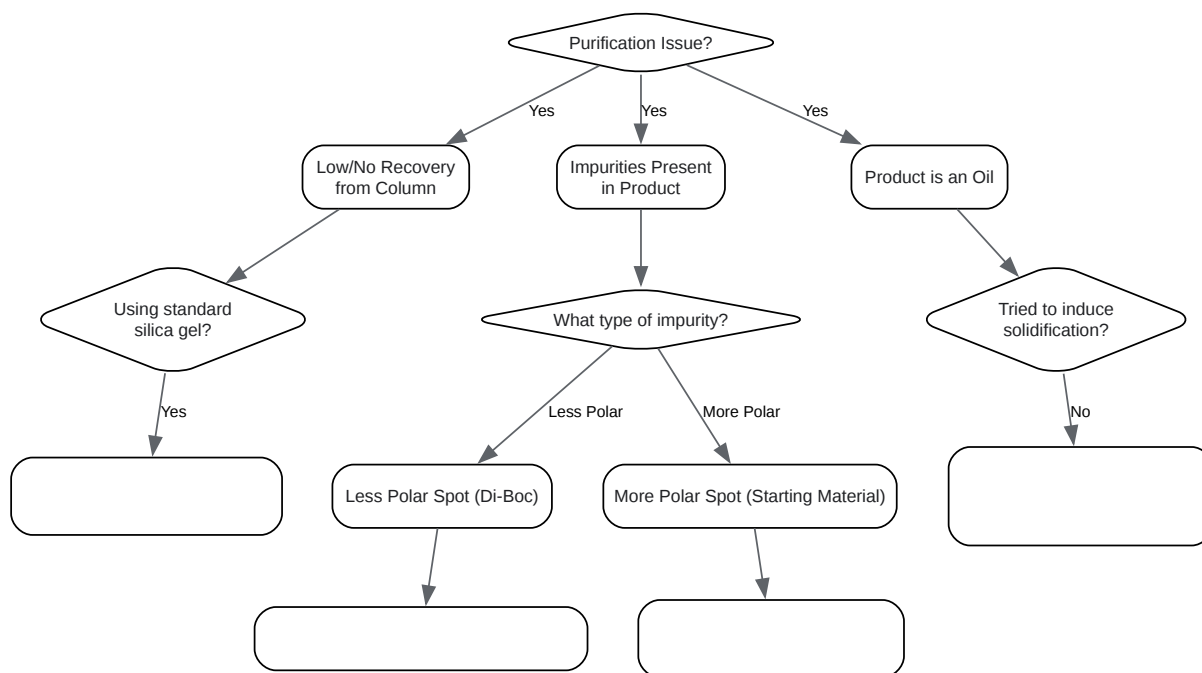 Purification Issue?
Yes
Yes
Yes
Low/No Recovery
from Column
Impurities Present
in Product
Product is an Oil
Using standard
silica gel?
What type of impurity?
Tried to induce
solidification?
Yes
Less Polar
More Polar
No
Less Polar Spot (Di-Boc)
More Polar Spot (Starting Material)